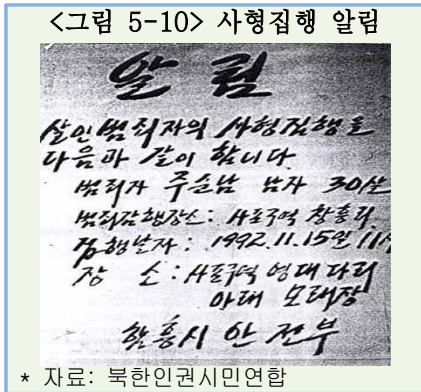 <그림 5-10> 사형집행 알림
알 림
살인범죄자의 사형집행을
다음과 같이 합니다
범죄자 주순남 남자 30살
범죄감행장소: 사포구역 창흥리
집행날자: 1992.11.15일 11시
장 소: 사포구역 영대다리
아래 모래장
함흥시 안전부
* 자료: 북한인권시민연합